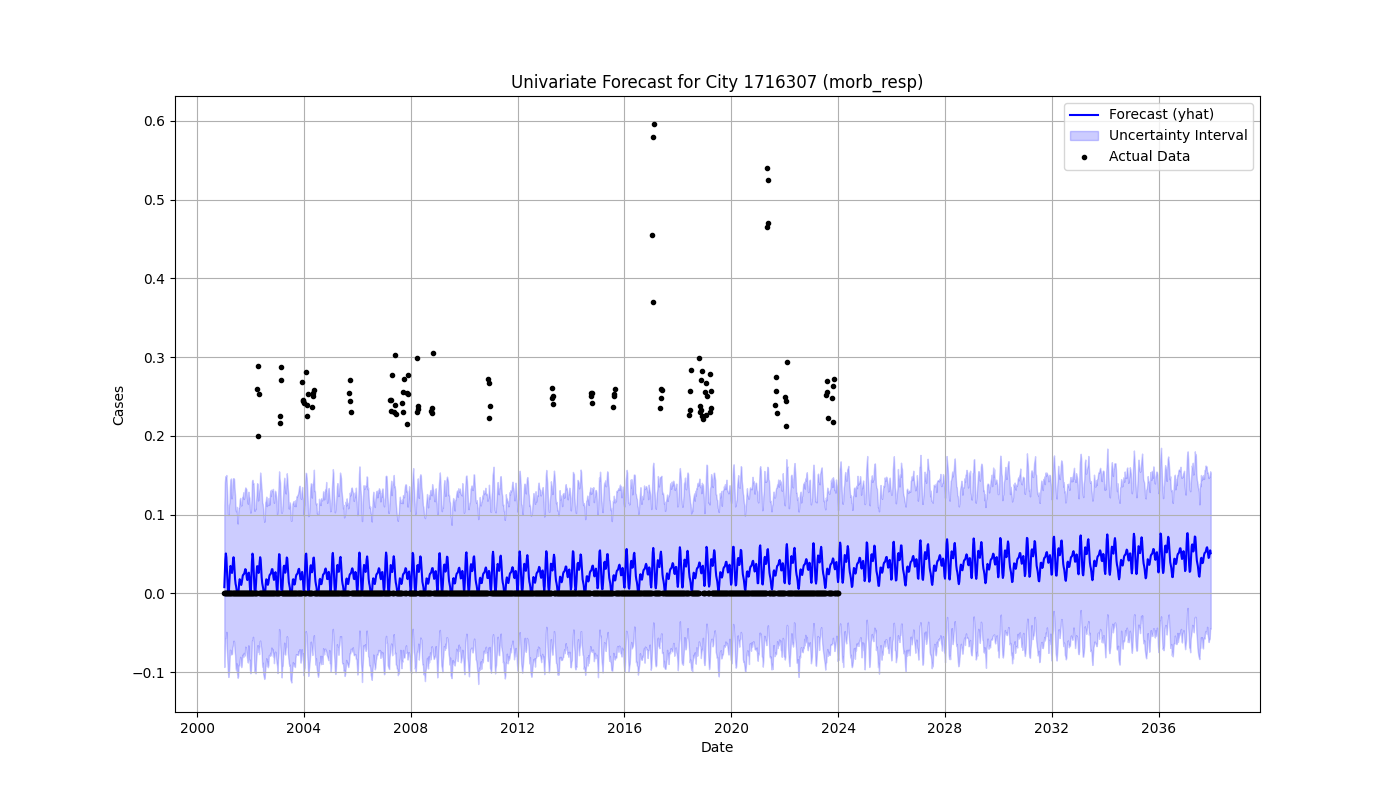 Univariate Forecast for City 1716307 (morb_resp)
Forecast (yhat)
Uncertainty Interval
Actual Data
0.6
0.5
0.4
0.3
0.2
0.1
0.0
−0.1
Cases
2000 2004 2008 2012 2016 2020 2024 2028 2032 2036
Date